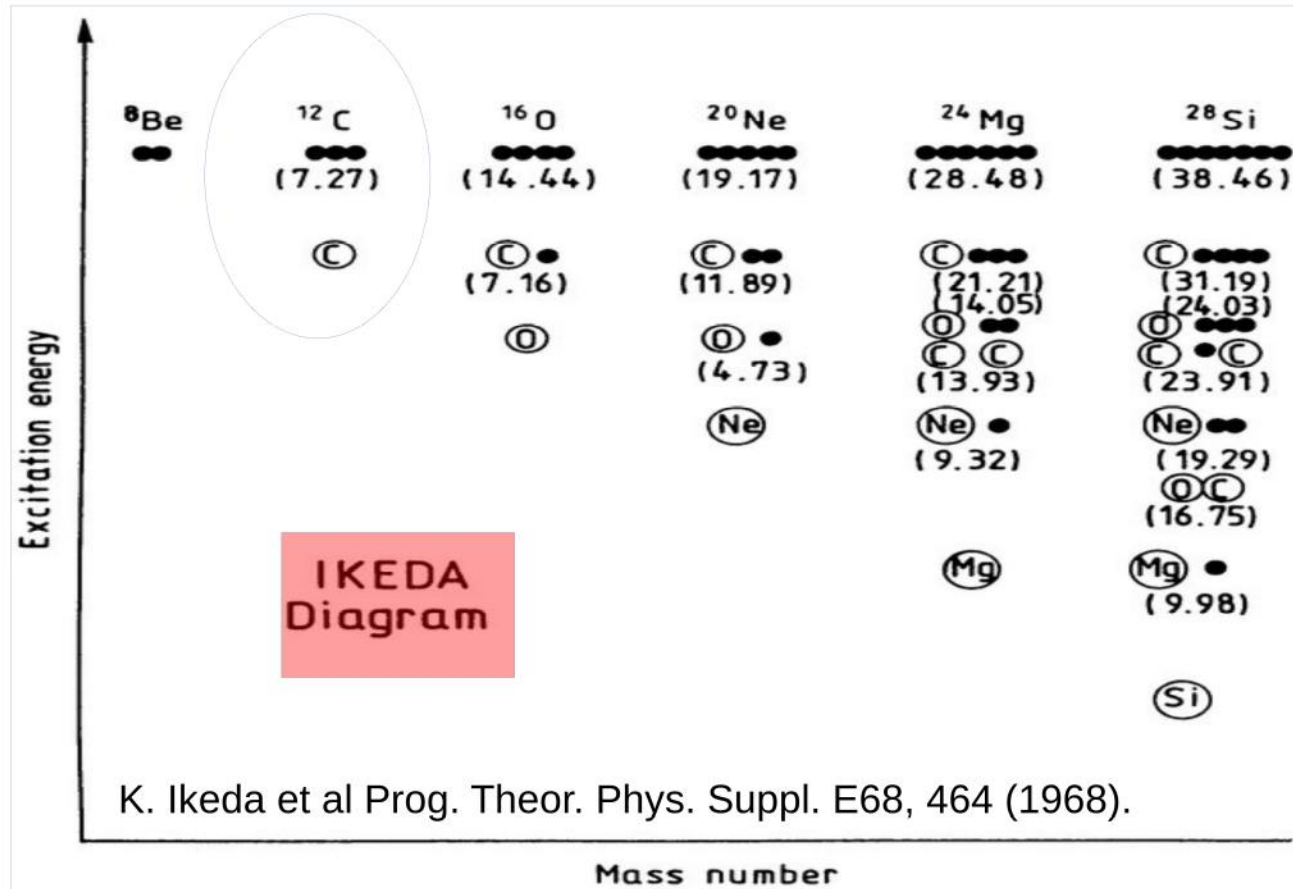 ⁸Be ¹²C ¹⁶O ²⁰Ne ²⁴Mg ²⁸Si
(7.27) (14.44) (19.17) (28.48) (38.46)
C C C C C
(7.16) (11.89) (21.21) (31.19)
(14.05) (24.03)
O O O O
C C C C
(4.73) (13.93) (23.91)
Ne Ne Ne
(9.32) (19.29)
O C
(16.75)
Mg Mg
(9.98)
Si
Excitation energy
IKEDA
Diagram
K. Ikeda et al Prog. Theor. Phys. Suppl. E68, 464 (1968).
Mass number